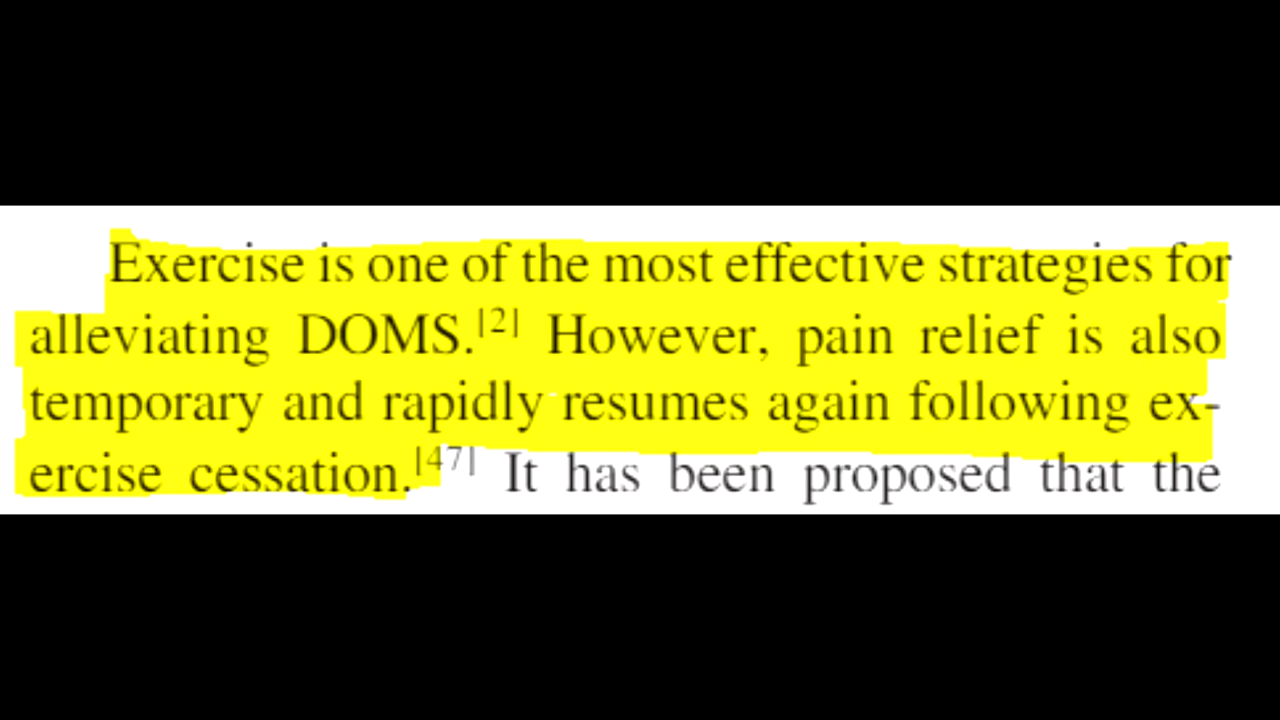 Exercise is one of the most effective strategies for
alleviating DOMS.[2] However, pain relief is also
temporary and rapidly resumes again following ex-
ercise cessation.[47] It has been proposed that the